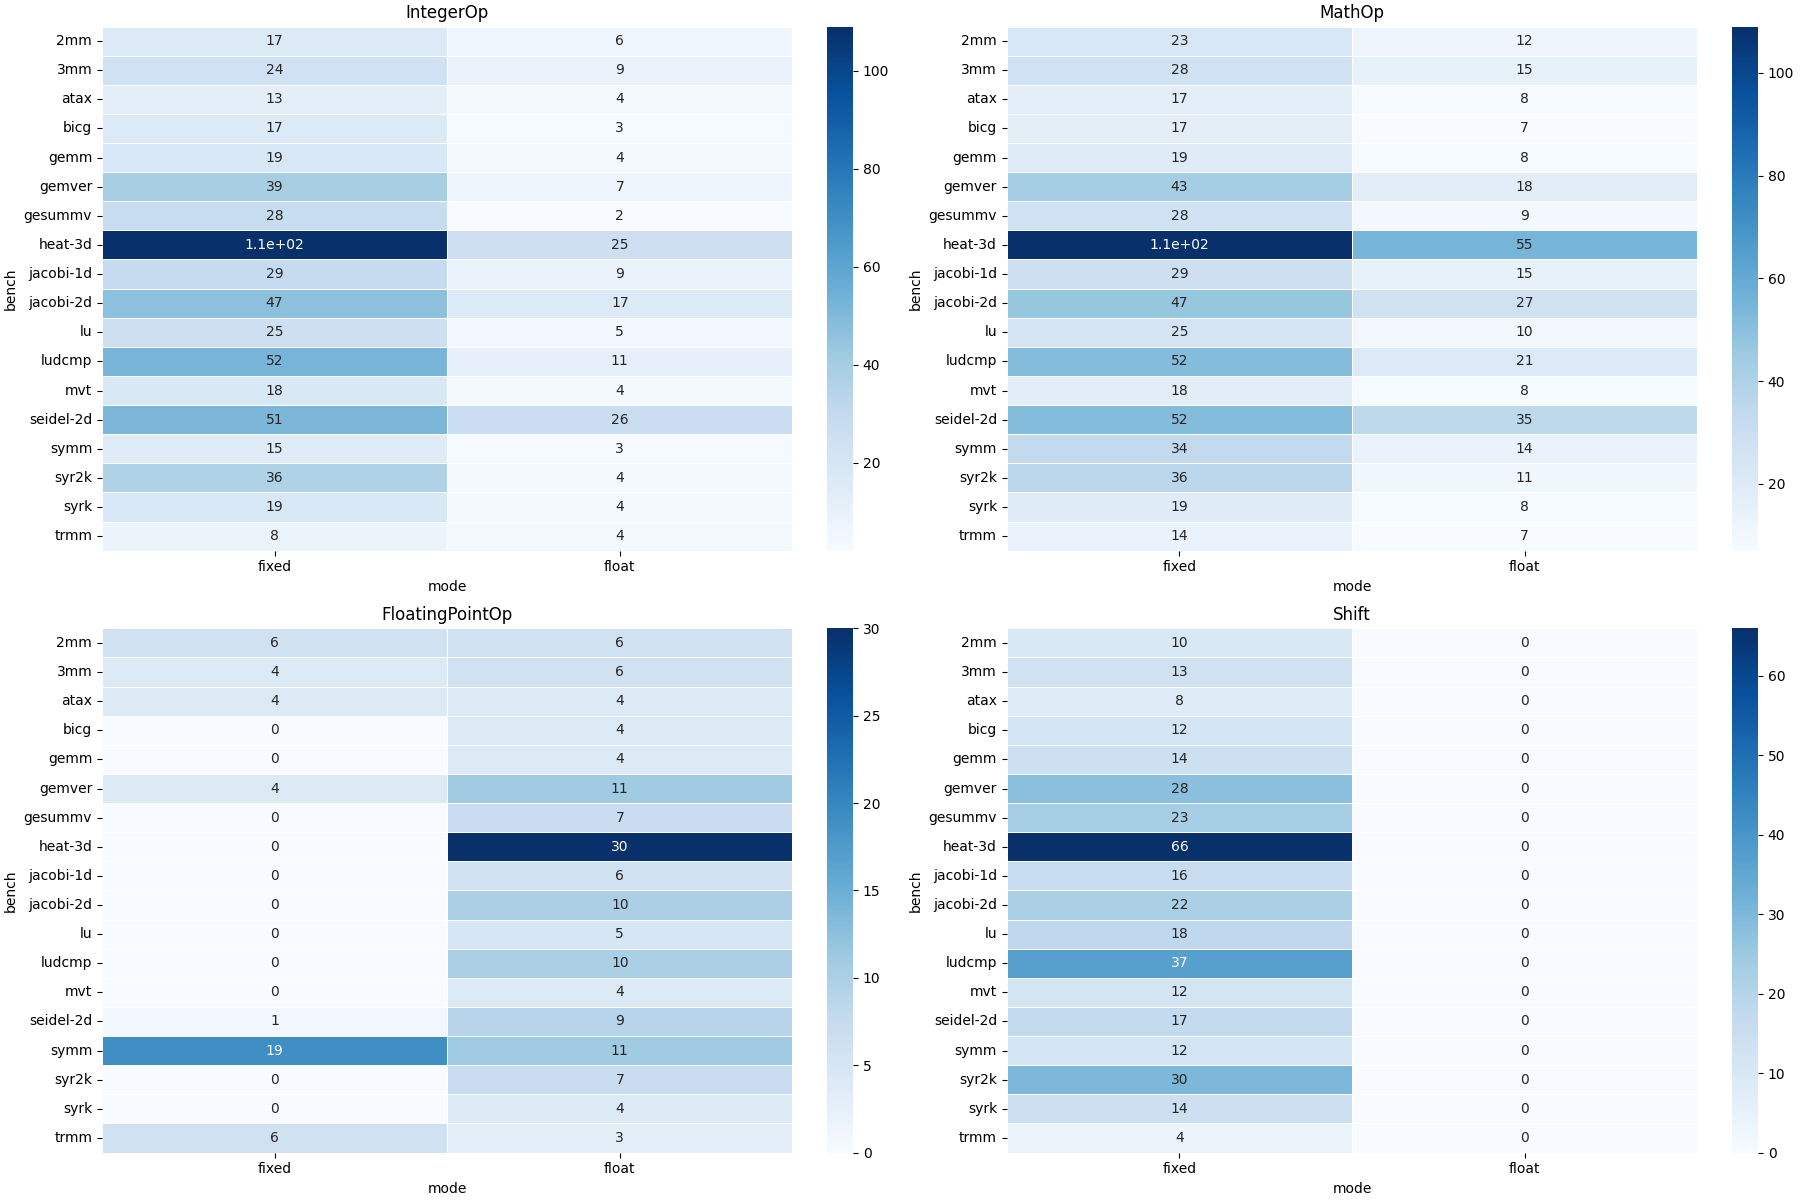 IntegerOp
2mm 17 6
3mm 24 9
atax 13 4
bicg 17 3
gemm 19 4
gemver 39 7
gesummv 28 2
heat-3d 1.1e+02 25
jacobi-1d 29 9
jacobi-2d 47 17
lu 25 5
ludcmp 52 11
mvt 18 4
seidel-2d 51 26
symm 15 3
syr2k 36 4
syrk 19 4
trmm 8 4
fixed float
mode
bench
100
80
60
40
20
MathOp
2mm 23 12
3mm 28 15
atax 17 8
bicg 17 7
gemm 19 8
gemver 43 18
gesummv 28 9
heat-3d 1.1e+02 55
jacobi-1d 29 15
jacobi-2d 47 27
lu 25 10
ludcmp 52 21
mvt 18 8
seidel-2d 52 35
symm 34 14
syr2k 36 11
syrk 19 8
trmm 14 7
fixed float
mode
bench
100
80
60
40
20
FloatingPointOp
2mm 6 6
3mm 4 6
atax 4 4
bicg 0 4
gemm 0 4
gemver 4 11
gesummv 0 7
heat-3d 0 30
jacobi-1d 0 6
jacobi-2d 0 10
lu 0 5
ludcmp 0 10
mvt 0 4
seidel-2d 1 9
symm 19 11
syr2k 0 7
syrk 0 4
trmm 6 3
fixed float
mode
bench
30
25
20
15
10
5
0
Shift
2mm 10 0
3mm 13 0
atax 8 0
bicg 12 0
gemm 14 0
gemver 28 0
gesummv 23 0
heat-3d 66 0
jacobi-1d 16 0
jacobi-2d 22 0
lu 18 0
ludcmp 37 0
mvt 12 0
seidel-2d 17 0
symm 12 0
syr2k 30 0
syrk 14 0
trmm 4 0
fixed float
mode
bench
60
50
40
30
20
10
0